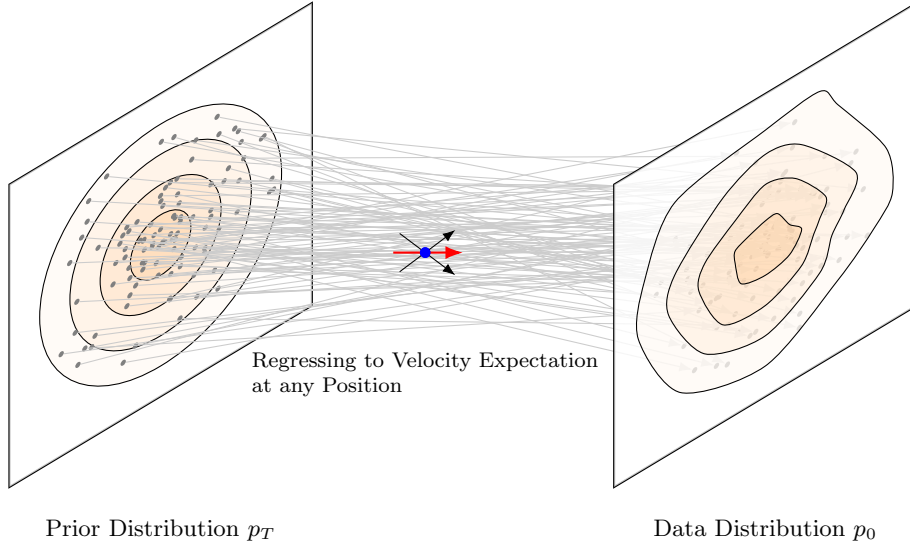 Regressing to Velocity Expectation
at any Position
Prior Distribution p_T
Data Distribution p_0